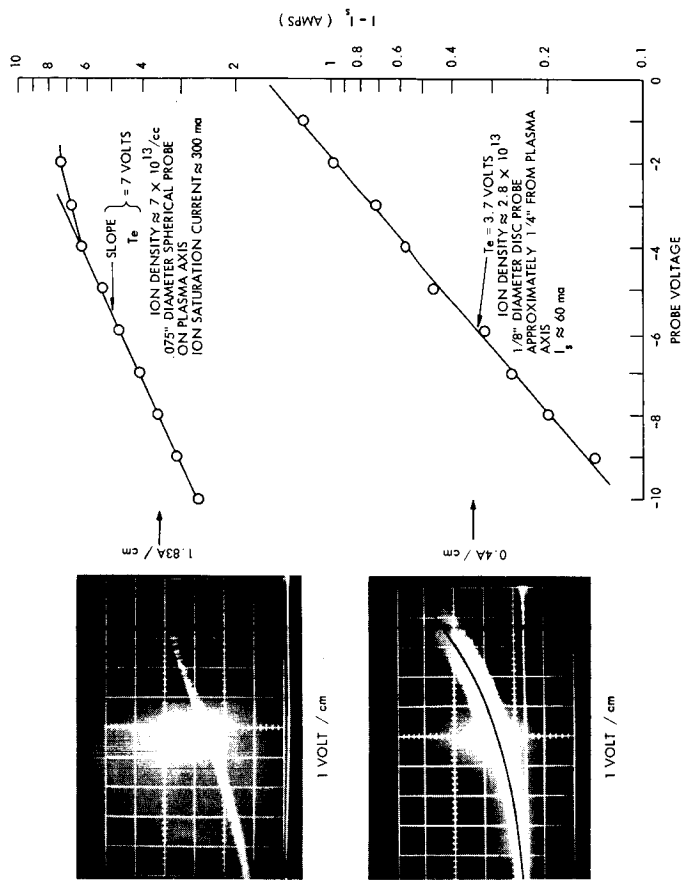 I - I s ( AMPS )
10
8
6
4
2
1
0.8
0.6
0.4
0.2
0.1
0
-2
-4
-6
-8
-10
PROBE VOLTAGE
SLOPE
Te
= 7 VOLTS
ION DENSITY ≈ 7 × 10 13/cc
.075" DIAMETER SPHERICAL PROBE
ON PLASMA AXIS
ION SATURATION CURRENT ≈ 300 ma
Te = 3.7 VOLTS
ION DENSITY ≈ 2.8 × 10 13
1/8" DIAMETER DISC PROBE
APPROXIMATELY 1/4" FROM PLASMA
AXIS
I s ≈ 60 ma
1.83A / cm
1 VOLT / cm
0.4A / cm
1 VOLT / cm